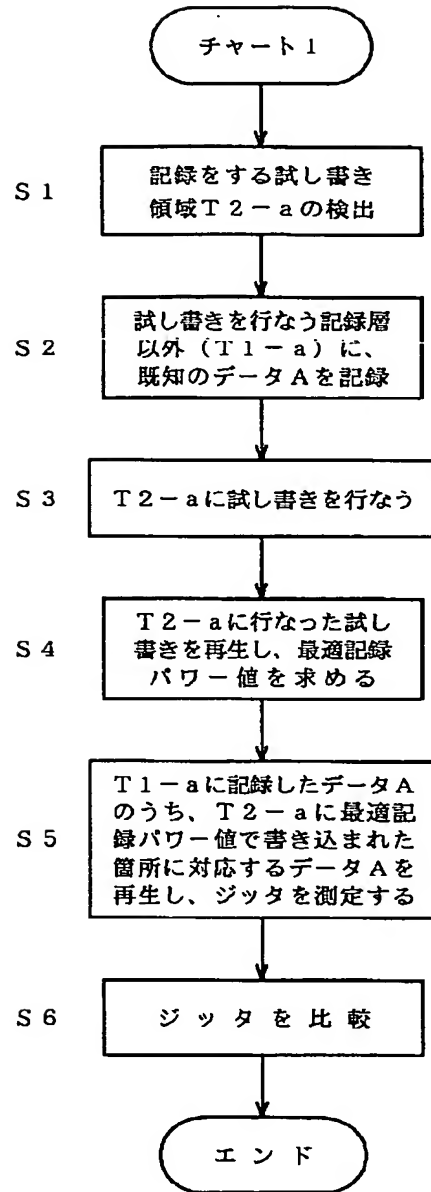 チャート1
S1
記録をする試し書き
領域T2-aの検出
S2
試し書きを行なう記録層
以外（T1-a）に、
既知のデータAを記録
S3
T2-aに試し書きを行なう
S4
T2-aに行なった試し
書きを再生し、最適記録
パワー値を求める
S5
T1-aに記録したデータA
のうち、T2-aに最適記
録パワー値で書き込まれた
箇所に対応するデータAを
再生し、ジッタを測定する
S6
ジッタを比較
エンド